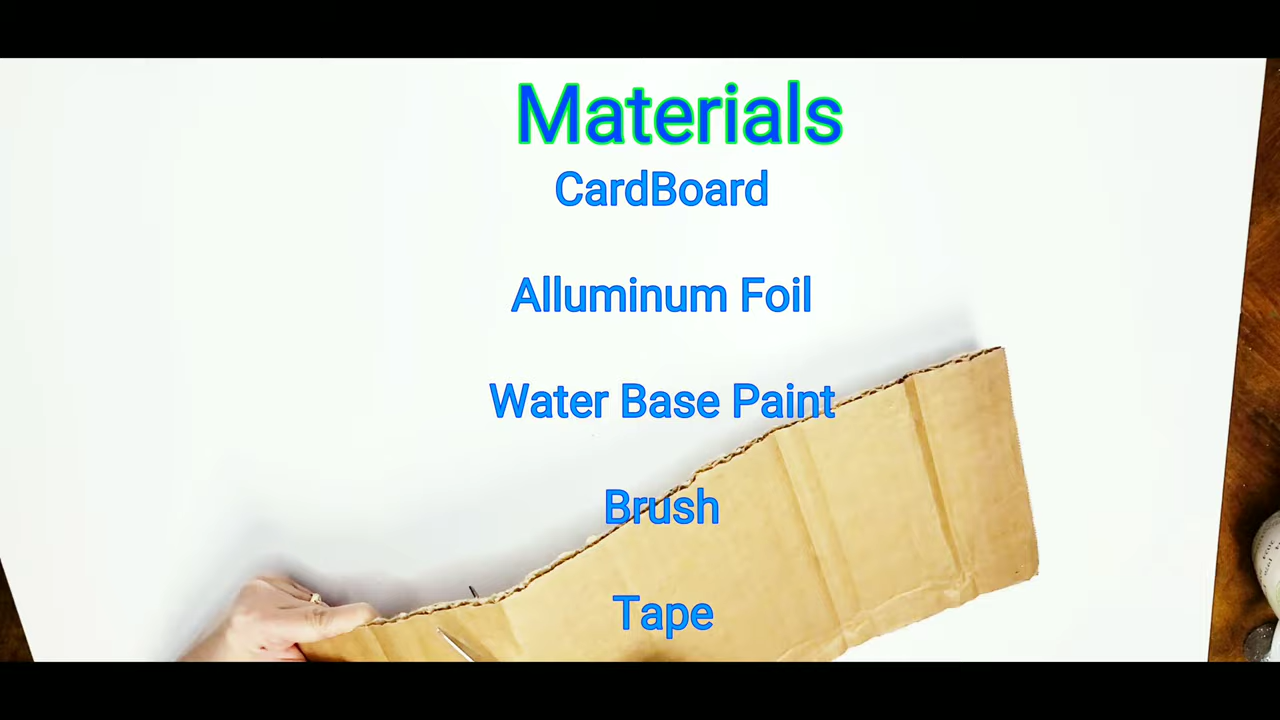 Materials
CardBoard
Alluminum Foil
Water Base Paint
Brush
Tape